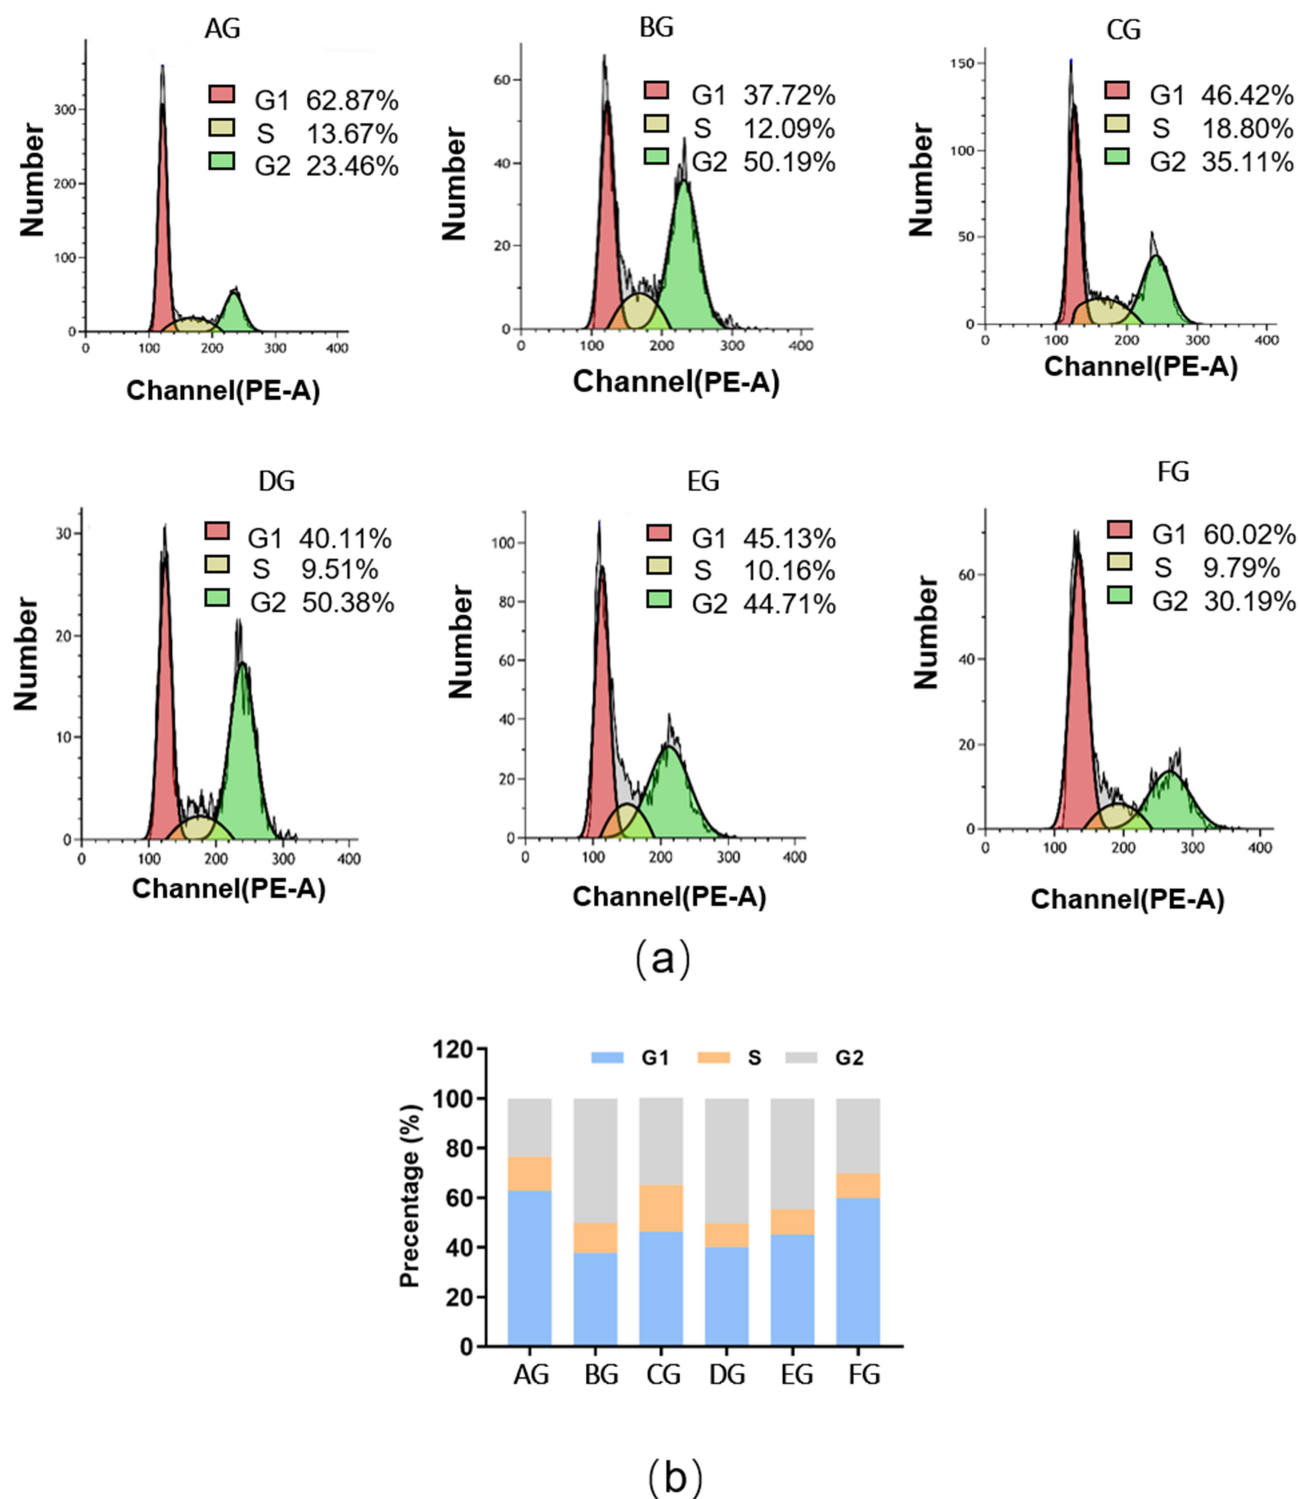 AG
G1 62.87%
S 13.67%
G2 23.46%
Number
300
200
100
0
0 100 200 300 400
Channel(PE-A)
BG
G1 37.72%
S 12.09%
G2 50.19%
Number
60
40
20
0
0 100 200 300 400
Channel(PE-A)
CG
G1 46.42%
S 18.80%
G2 35.11%
Number
150
100
50
0
0 100 200 300 400
Channel(PE-A)
DG
G1 40.11%
S 9.51%
G2 50.38%
Number
30
20
10
0
0 100 200 300 400
Channel(PE-A)
EG
G1 45.13%
S 10.16%
G2 44.71%
Number
100
80
60
40
20
0
0 100 200 300 400
Channel(PE-A)
FG
G1 60.02%
S 9.79%
G2 30.19%
Number
60
40
20
0
0 100 200 300 400
Channel(PE-A)
(a)
G1 S G2
Precentage (%)
120
100
80
60
40
20
0
AG BG CG DG EG FG
(b)